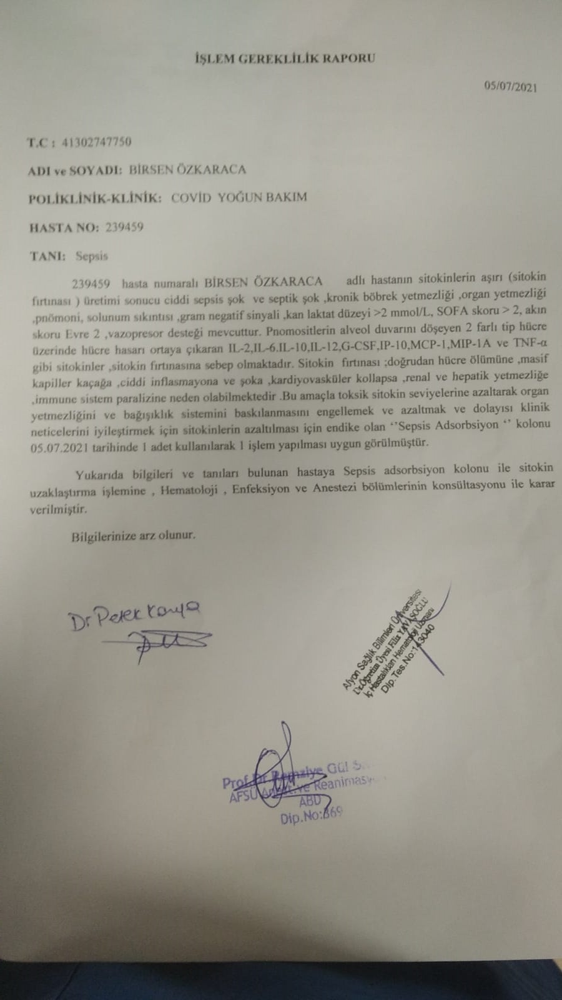 İŞLEM GEREKLİLİK RAPORU
05/07/2021
T.C : 41302747750
ADI ve SOYADI: BİRSEN ÖZKARACA
POLİKLİNİK-KLİNİK: COVİD YOĞUN BAKIM
HASTA NO: 239459
TANI: Sepsis
239459 hasta numaralı BİRSEN ÖZKARACA adlı hastanın sitokinlerin aşırı (sitokin
fırtınası ) üretimi sonucu ciddi sepsis şok ve septik şok ,kronik böbrek yetmezliği ,organ yetmezliği
,pnömoni, solunum sıkıntısı ,gram negatif sinyali ,kan laktat düzeyi >2 mmol/L, SOFA skoru > 2, akın
skoru Evre 2 ,vazopresor desteği mevcuttur. Pnomositlerin alveol duvarını döşeyen 2 farlı tip hücre
üzerinde hücre hasarı ortaya çıkaran IL-2,IL-6.IL-10,IL-12,G-CSF,IP-10,MCP-1,MIP-1A ve TNF-α
gibi sitokinler ,sitokin fırtınasına sebep olmaktadır. Sitokin fırtınası ;doğrudan hücre ölümüne ,masif
kapiller kaçağa ,ciddi inflasmayona ve şoka ,kardiyovasküler kollapsa ,renal ve hepatik yetmezliğe
,immune sistem paralizine neden olabilmektedir .Bu amaçla toksik sitokin seviyelerine azaltarak organ
yetmezliğini ve bağışıklık sistemini baskılanmasını engellemek ve azaltmak ve dolayısı klinik
neticelerini iyileştirmek için sitokinlerin azaltılması için endike olan ‘‘Sepsis Adsorbsiyon ‘’ kolonu
05.07.2021 tarihinde 1 adet kullanılarak 1 işlem yapılması uygun görülmüştür.
Yukarıda bilgileri ve tanıları bulunan hastaya Sepsis adsorbsiyon kolonu ile sitokin
uzaklaştırma işlemine , Hematoloji , Enfeksiyon ve Anestezi bölümlerinin konsültasyonu ile karar
verilmiştir.
Bilgilerinize arz olunur.
Dr Petek Konya
Afyon Sağlık Bilimleri Üniversitesi
Dr.Öğretim Üyesi Filiz YAVAŞOĞLU
İç Hastalıkları Hematoloji Uzmanı
Dip.Tes.No:143040
Prof.Dr.Remziye Gül
AFSÜ Anest.ve Reanimasy
ABD
Dip.No:869